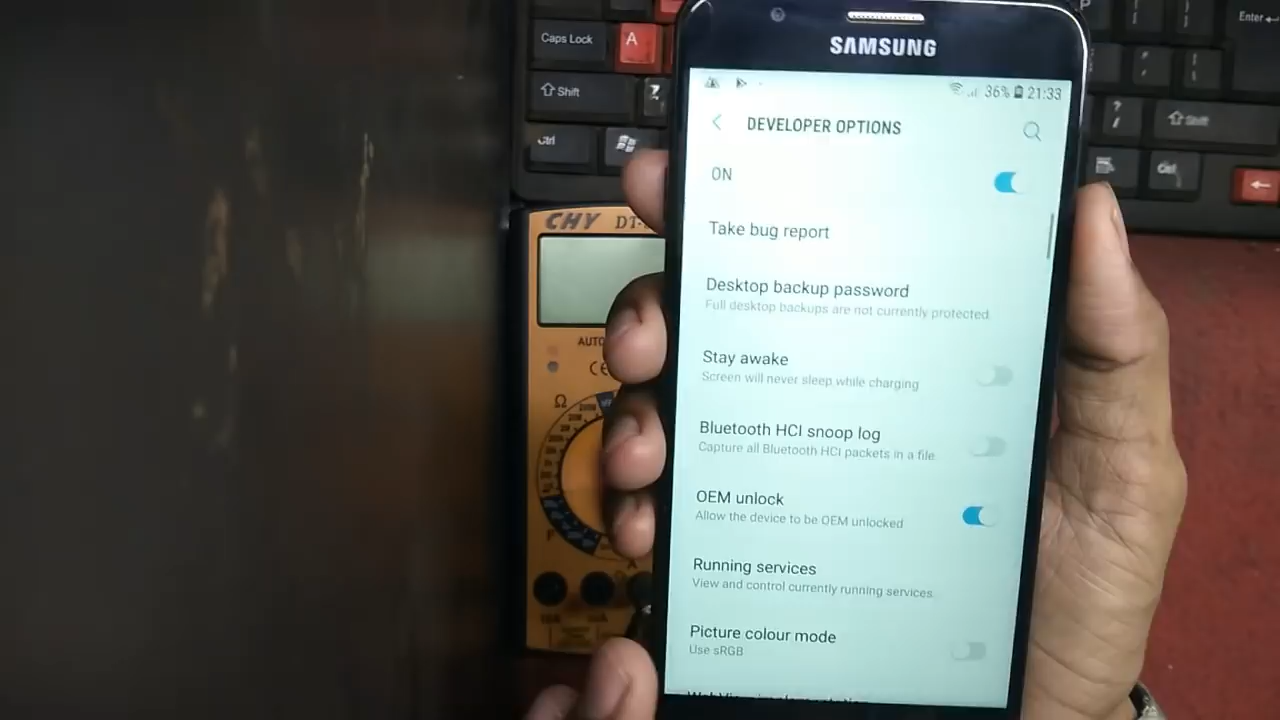 Caps Lock
A
Enter
Shift
Z
?
/
Shift
Ctrl
Ctrl
SAMSUNG
36% 21:33
DEVELOPER OPTIONS
ON
Take bug report
Desktop backup password
Full desktop backups are not currently protected.
Stay awake
Screen will never sleep while charging
Bluetooth HCI snoop log
Capture all Bluetooth HCI packets in a file
OEM unlock
Allow the device to be OEM unlocked
Running services
View and control currently running services
Picture colour mode
Use sRGB
CHY DT-
AUTO
CE
Ω
F
A